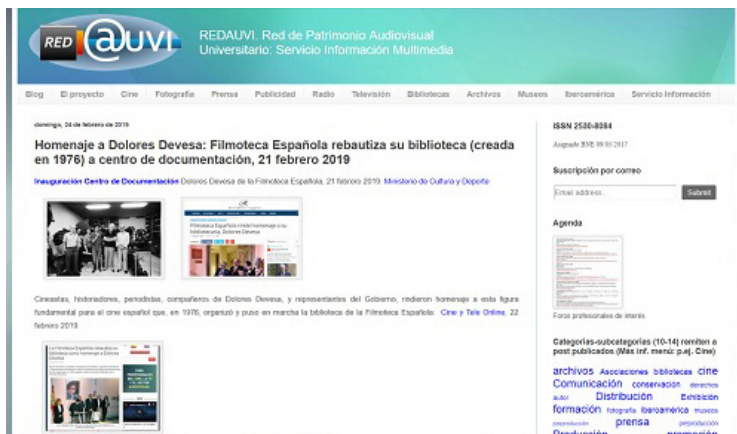 RED @UVI
REDAUVI. Red de Patrimonio Audiovisual
Universitario: Servicio Información Multimedia
Blog El proyecto Cine Fotografía Prensa Publicidad Radio Televisión Bibliotecas Archivos Museos Iberoamérica Servicio Información
domingo, 24 de febrero de 2019
Homenaje a Dolores Devesa: Filmoteca Española rebautiza su biblioteca (creada
en 1976) a centro de documentación, 21 febrero 2019
Inauguración Centro de Documentación Dolores Devesa de la Filmoteca Española, 21 febrero 2019. Ministerio de Cultura y Deporte
Filmoteca Española rinde homenaje a su
bibliotecaria, Dolores Devesa
Cineastas, historiadores, periodistas, compañeros de Dolores Devesa, y representantes del Gobierno, rindieron homenaje a esta figura
fundamental para el cine español que, en 1976, organizó y puso en marcha la biblioteca de la Filmoteca Española. Cine y Tele Online, 22
febrero 2019.
La Filmoteca Española rebautiza su
biblioteca como homenaje a Dolores
Devesa
ISSN 2530-8084
Asignado BNE 09 03 2017
Suscripción por correo
Email address... Submit
Agenda
Foros profesionales de interés
Categorías-subcategorías (10-14) remiten a
post publicados (Más inf. menú: p.ej. Cine)
archivos Asociaciones bibliotecas cine
Comunicación conservación derechos
autor Distribución Exhibición
formación fotografía iberoamérica museos
prensa preproducción
Producción promoción